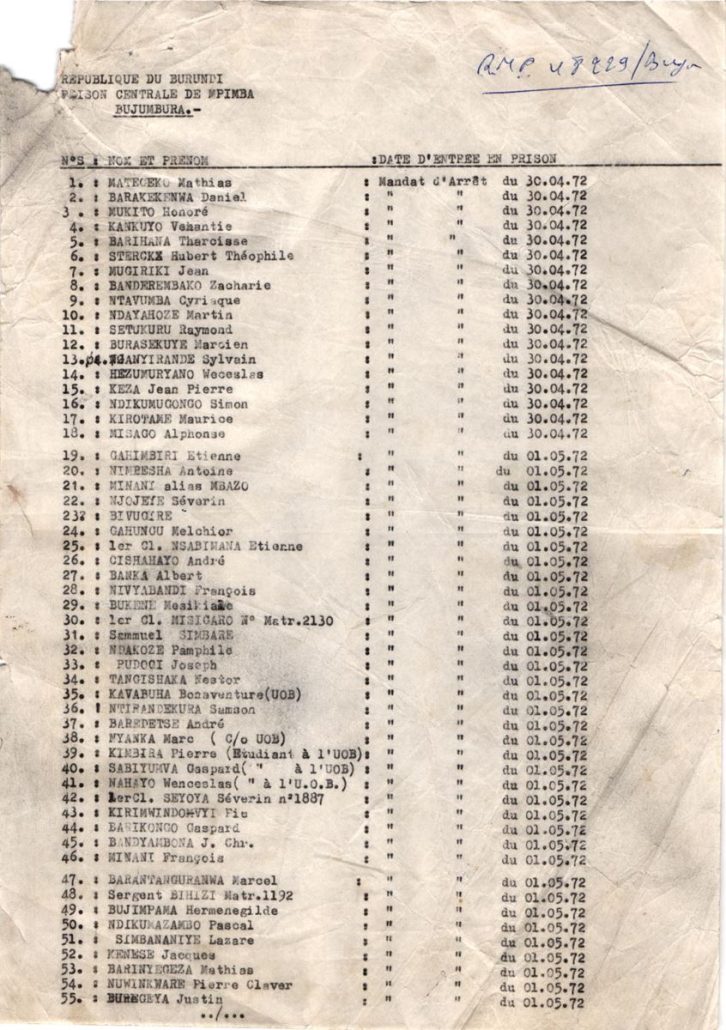 R.M.P.
REPUBLIQUE DU BURUNDI
PRISON CENTRALE DE MPIMBA
BUJUMBURA.-
N°S : NOM ET PRENOM :DATE D'ENTREE EN PRISON
1. : MATEGEKO Mathias : Mandat d'Arrêt du 30.04.72
2. : BARAKEKENWA Daniel : " " du 30.04.72
3 . : MUKITO Honoré : " " du 30.04.72
4. : KANKUYO Venantie : " " du 30.04.72
5. : BARIHANA Tharcisse : " " du 30.04.72
6. : STERCKX Hubert Théophile : " " du 30.04.72
7. : MUGIRIKI Jean : " " du 30.04.72
8. : BANDEREMBAKO Zacharie : " " du 30.04.72
9. : NTAVUMBA Cyriaque : " " du 30.04.72
10. : NDAYAHOZE Martin : " " du 30.04.72
11. : SETUKURU Raymond : " " du 30.04.72
12. : BURASEKUYE Marcien : " " du 30.04.72
13. Sylvain : " " du 30.04.72
14. : HEZUMURYANO Weceslas : " " du 30.04.72
15. : KEZA Jean Pierre : " " du 30.04.72
16. : NDIKUMUGONGO Simon : " " du 30.04.72
17. : KIROTAME Maurice : " " du 30.04.72
18. : MISAGO Alphonse : " " du 30.04.72
19. : GAHIMBIRI Etienne : " " du 01.05.72
20. : NIMBESHA Antoine : " " du 01.05.72
21. : MINANI alias MBAZO : " " du 01.05.72
22. : NJOJEYE Séverin : " " du 01.05.72
23? : BIVUGIRE : " " du 01.05.72
24. : GAHUNGU Melchior : " " du 01.05.72
25. : 1er Cl. NSABIMANA Etienne : " " du 01.05.72
26. : CISHAHAYO André : " " du 01.05.72
27. : BANKA Albert : " " du 01.05.72
28. : NIVYABANDI François : " " du 01.05.72
29. : BUKENE : " " du 01.05.72
30. : 1er Cl. MISIGARO N° Matr.2130 : " " du 01.05.72
31. : Semmuel SIMBARE : " " du 01.05.72
32. : NDAKOZE Pamphile : " " du 01.05.72
33. : PUDOGI Joseph : " " du 01.05.72
34. : TANGISHAKA Nestor : " " du 01.05.72
35. : KAVABUHA Bonaventure(UOB) : " " du 01.05.72
36. ! NTIRANDEKURA Samson : " " du 01.05.72
37. : BAREPETSE André : " " du 01.05.72
38. : NYANKA Marc ( C/o UOB) : " " du 01.05.72
39. : KIMBIRA Pierre (Etudiant à l'UOB): " " du 01.05.72
40. : SABIYUMVA Gaspard( " à l'UOB) : " " du 01.05.72
41. : NAHAYO Wenceslas( " à l'U.O.B.) : " " du 01.05.72
42. : 1erCl. SEYOYA Séverin n°1887 : " " du 01.05.72
43. : Fic : " " du 01.05.72
44. : BARIKONGO Gaspard : " " du 01.05.72
45. : BANDYAMBONA J. Chr. : " " du 01.05.72
46. : MINANI François : " " du 01.05.72
47. : BARANTANGURANWA Marcel : " " du 01.05.72
48. : Sergent BIHIZI Matr.1192 : " " du 01.05.72
49. : BUJIMPAMA Hermenegilde : " " du 01.05.72
50. : NDIKUMAZAMBO Pascal : " " du 01.05.72
51. : SIMBANANIYE Lazare : " " du 01.05.72
52. : KENESE Jacques : " " du 01.05.72
53. : BARINYEGEZA Mathias : " " du 01.05.72
54. : NUWINKWARE Pierre Claver : " " du 01.05.72
55. : BUREGEYA Justin : " " du 01.05.72
../...